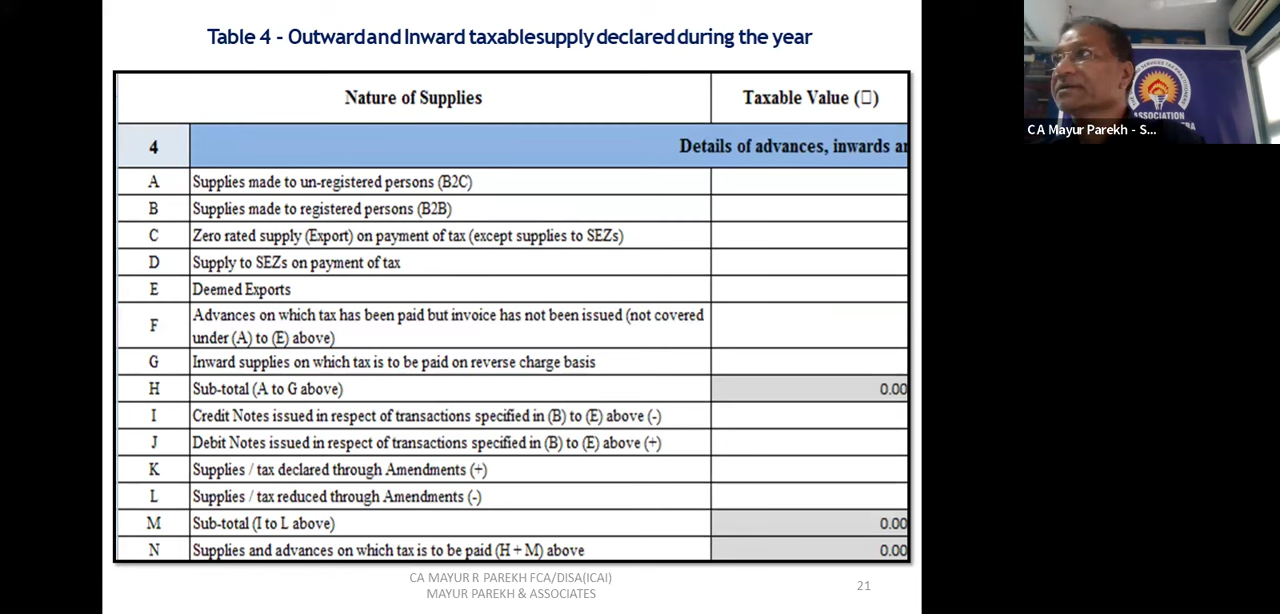 Table 4 - Outward and Inward taxable supply declared during the year
Nature of Supplies
Taxable Value (□)
4
Details of advances, inwards ar
A
Supplies made to un-registered persons (B2C)
B
Supplies made to registered persons (B2B)
C
Zero rated supply (Export) on payment of tax (except supplies to SEZs)
D
Supply to SEZs on payment of tax
E
Deemed Exports
F
Advances on which tax has been paid but invoice has not been issued (not covered
under (A) to (E) above)
G
Inward supplies on which tax is to be paid on reverse charge basis
H
Sub-total (A to G above)
0.00
I
Credit Notes issued in respect of transactions specified in (B) to (E) above (-)
J
Debit Notes issued in respect of transactions specified in (B) to (E) above (+)
K
Supplies / tax declared through Amendments (+)
L
Supplies / tax reduced through Amendments (-)
M
Sub-total (I to L above)
0.00
N
Supplies and advances on which tax is to be paid (H + M) above
0.00
CA MAYUR R PAREKH FCA/DISA(ICAI)
MAYUR PAREKH & ASSOCIATES
21
ASSOCIATION
CA Mayur Parekh - S...